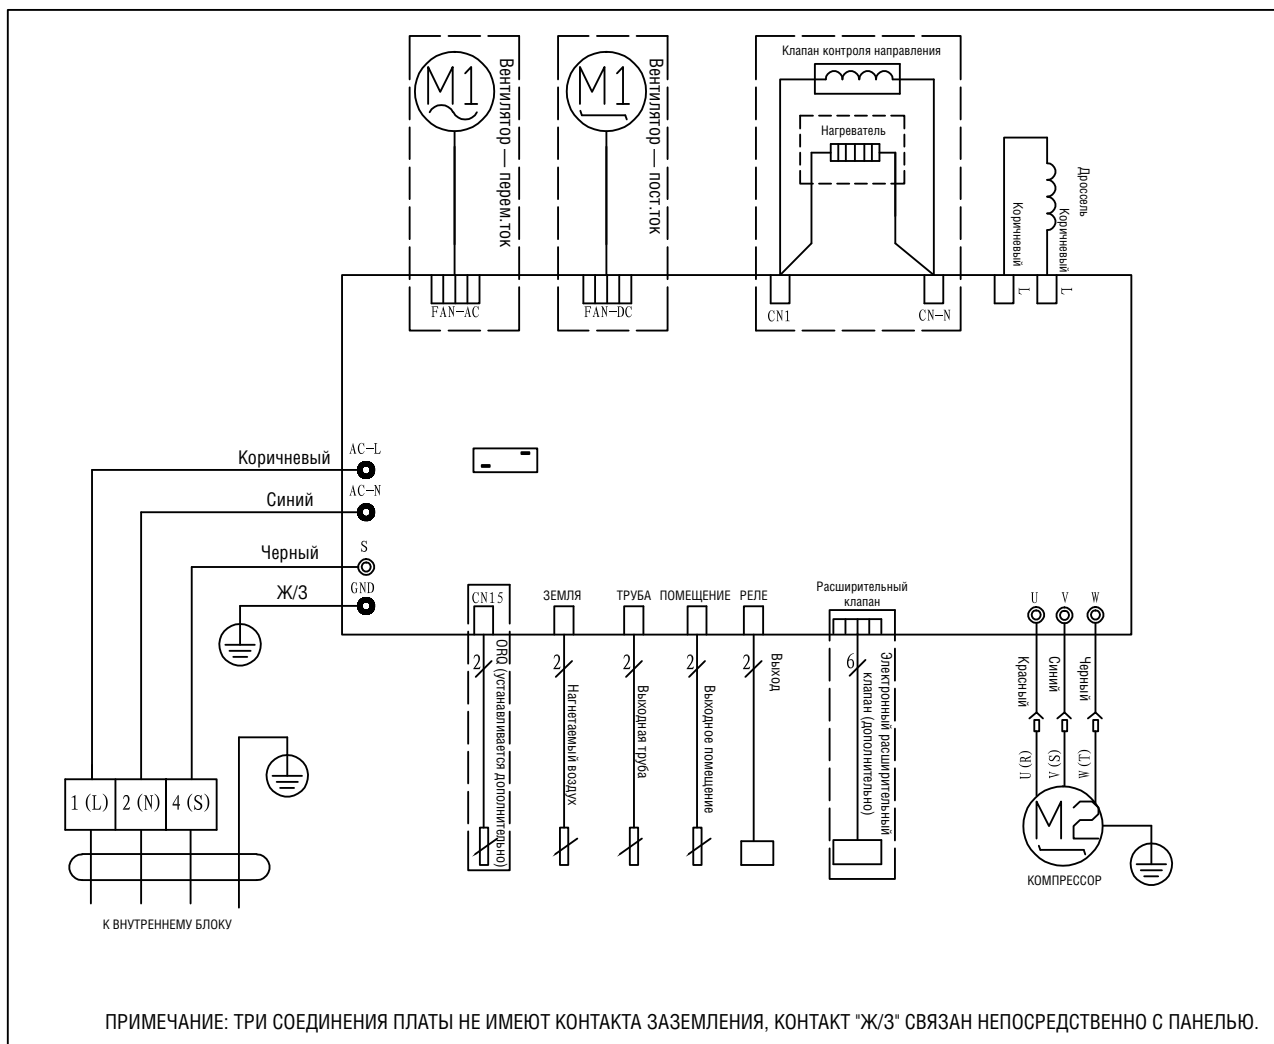 Клапан контроля направления
M1
Вентилятор — перем.ток
M1
Вентилятор — пост.ток
Нагреватель
Дроссель
Коричневый
Коричневый
FAN-AC
FAN-DC
CN1
CN-N
L
L
Коричневый
AC-L
Синий
AC-N
Черный
S
Ж/З
GND
CN15
ЗЕМЛЯ
ТРУБА
ПОМЕЩЕНИЕ
РЕЛЕ
Расширительный
клапан
U
V
W
2
ORQ (устанавливается дополнительно)
2
Нагнетаемый воздух
2
Выходная труба
2
Выходное помещение
2
Выход
6
Электронный расширительный
клапан (дополнительно)
Красный
Синий
Черный
U (R)
V (S)
W (T)
M2
КОМПРЕССОР
1 (L)
2 (N)
4 (S)
К ВНУТРЕННЕМУ БЛОКУ
ПРИМЕЧАНИЕ: ТРИ СОЕДИНЕНИЯ ПЛАТЫ НЕ ИМЕЮТ КОНТАКТА ЗАЗЕМЛЕНИЯ, КОНТАКТ "Ж/З" СВЯЗАН НЕПОСРЕДСТВЕННО С ПАНЕЛЬЮ.